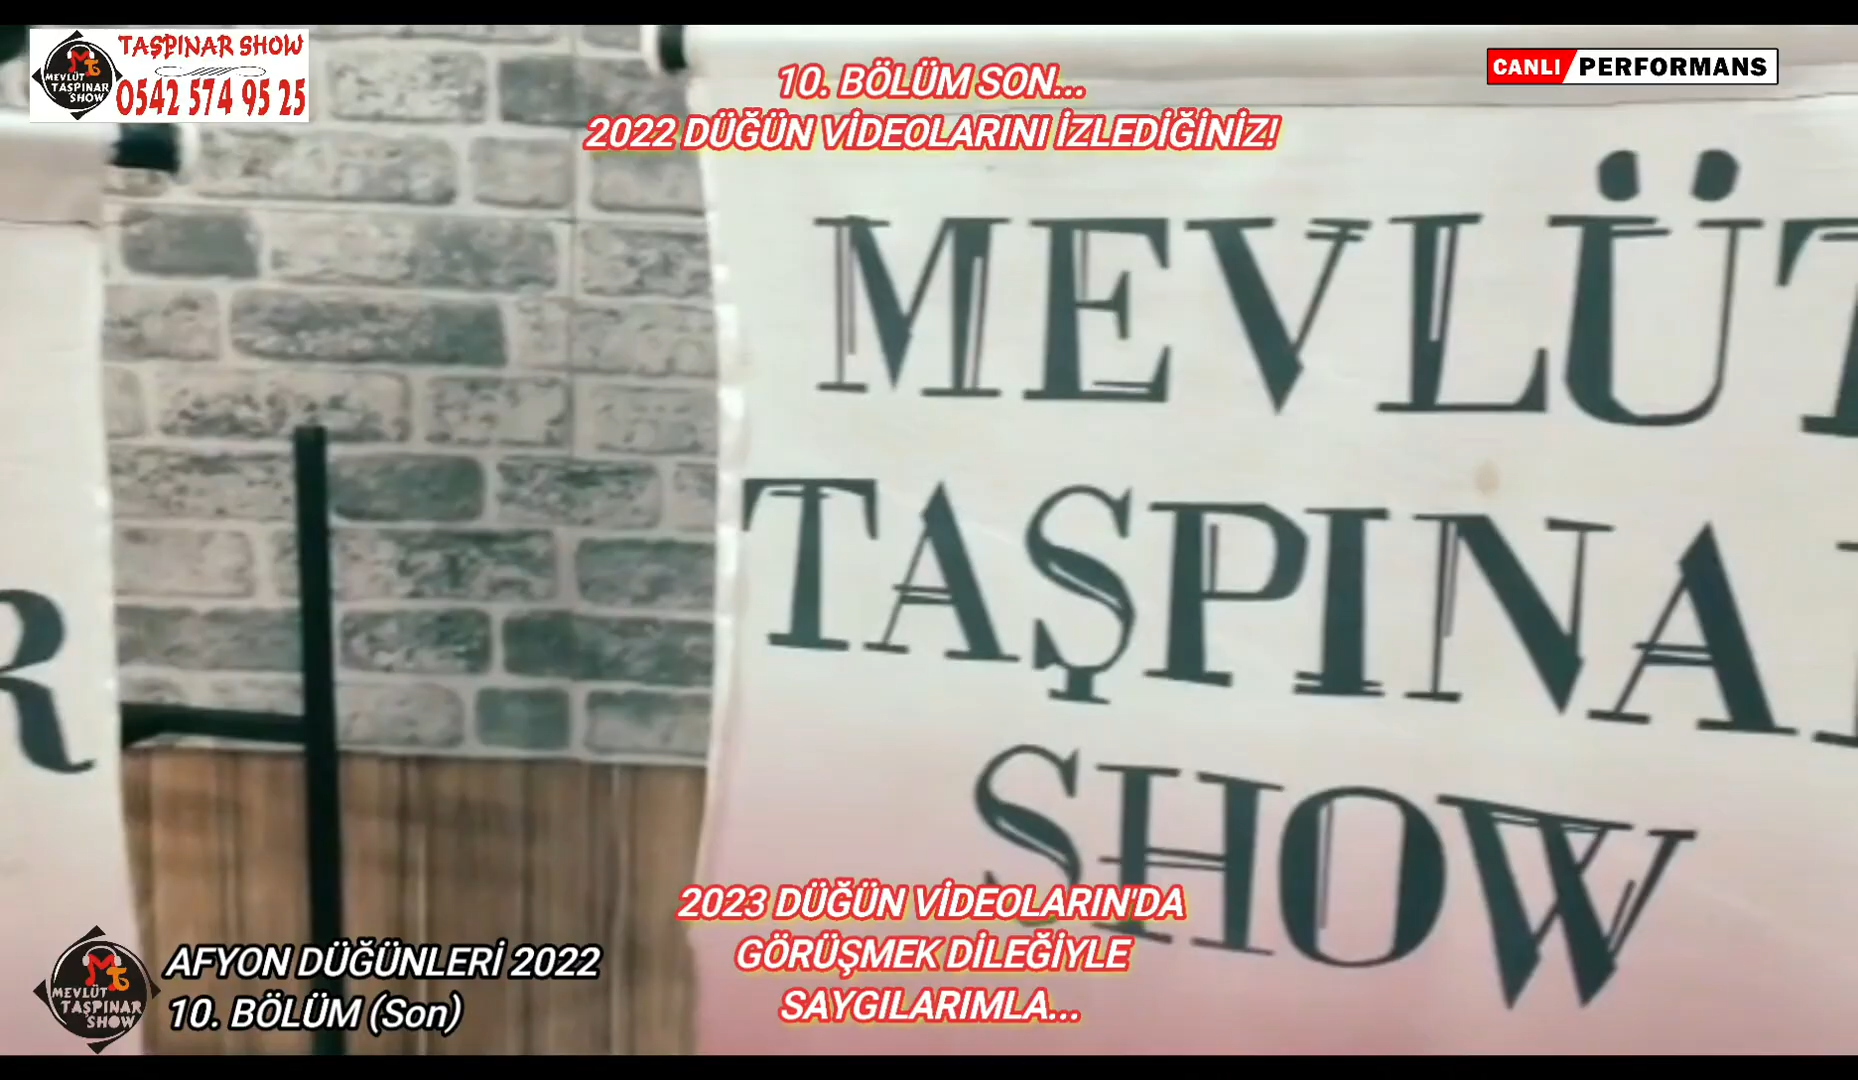 TAŞPINAR SHOW
0542 574 95 25
MEVLÜT
TAŞPINAR
SHOW
10. BÖLÜM SON...
2022 DÜĞÜN VİDEOLARINI İZLEDİĞİNİZ!
CANLI PERFORMANS
MEVLÜT
TAŞPINAR
SHOW
R
2023 DÜĞÜN VİDEOLARIN'DA
GÖRÜŞMEK DİLEĞİYLE
SAYGILARIMLA...
MEVLÜT
TAŞPINAR
SHOW
AFYON DÜĞÜNLERİ 2022
10. BÖLÜM (Son)